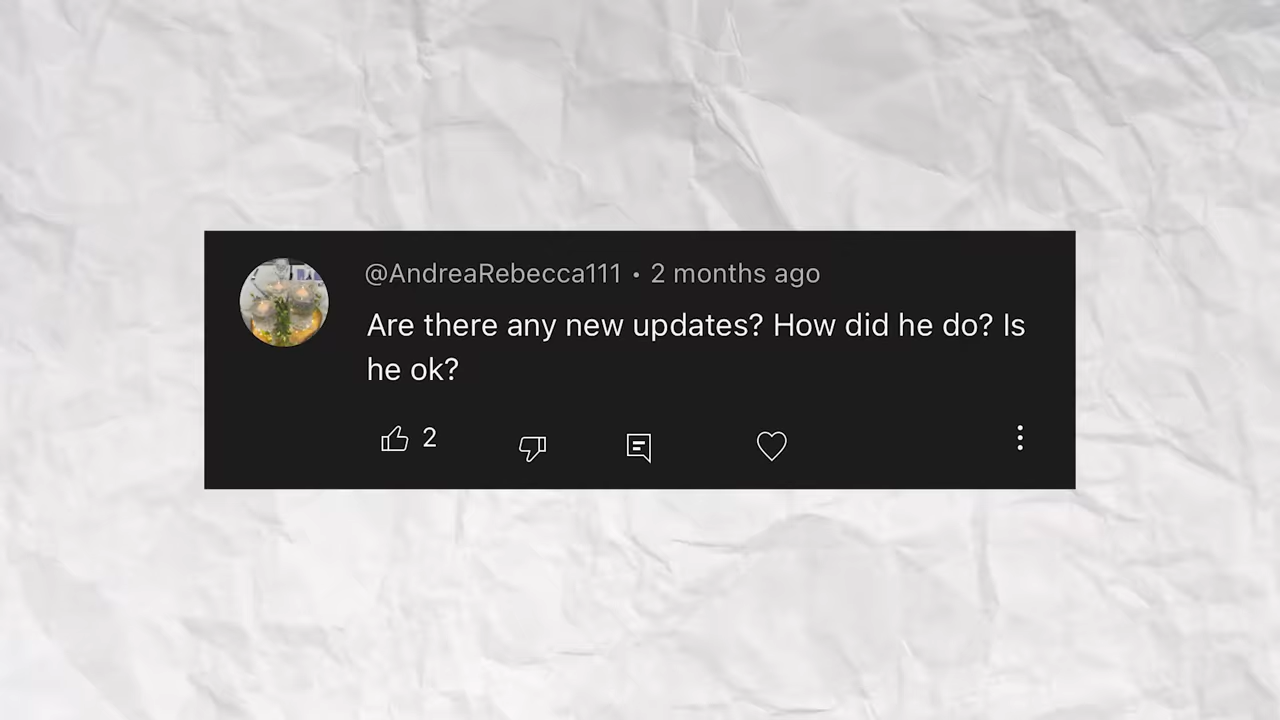 @AndreaRebecca111 • 2 months ago
Are there any new updates? How did he do? Is
he ok?
2